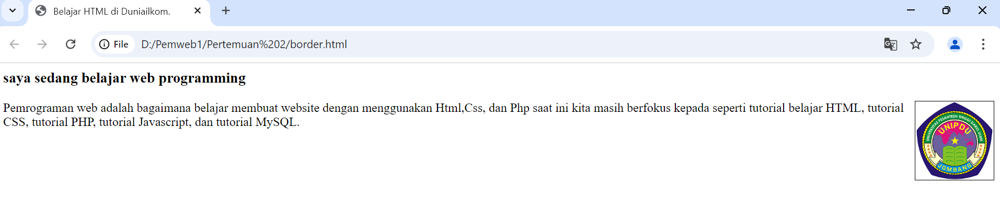 Belajar HTML di Duniailkom.
File
D:/Pemweb1/Pertemuan%202/border.html
saya sedang belajar web programming
Pemrograman web adalah bagaimana belajar membuat website dengan menggunakan Html,Css, dan Php saat ini kita masih berfokus kepada seperti tutorial belajar HTML, tutorial
CSS, tutorial PHP, tutorial Javascript, dan tutorial MySQL.
UNIVERSITAS PESANTREN TINGGI DARUL ULUM
UNIPDU
JOMBANG